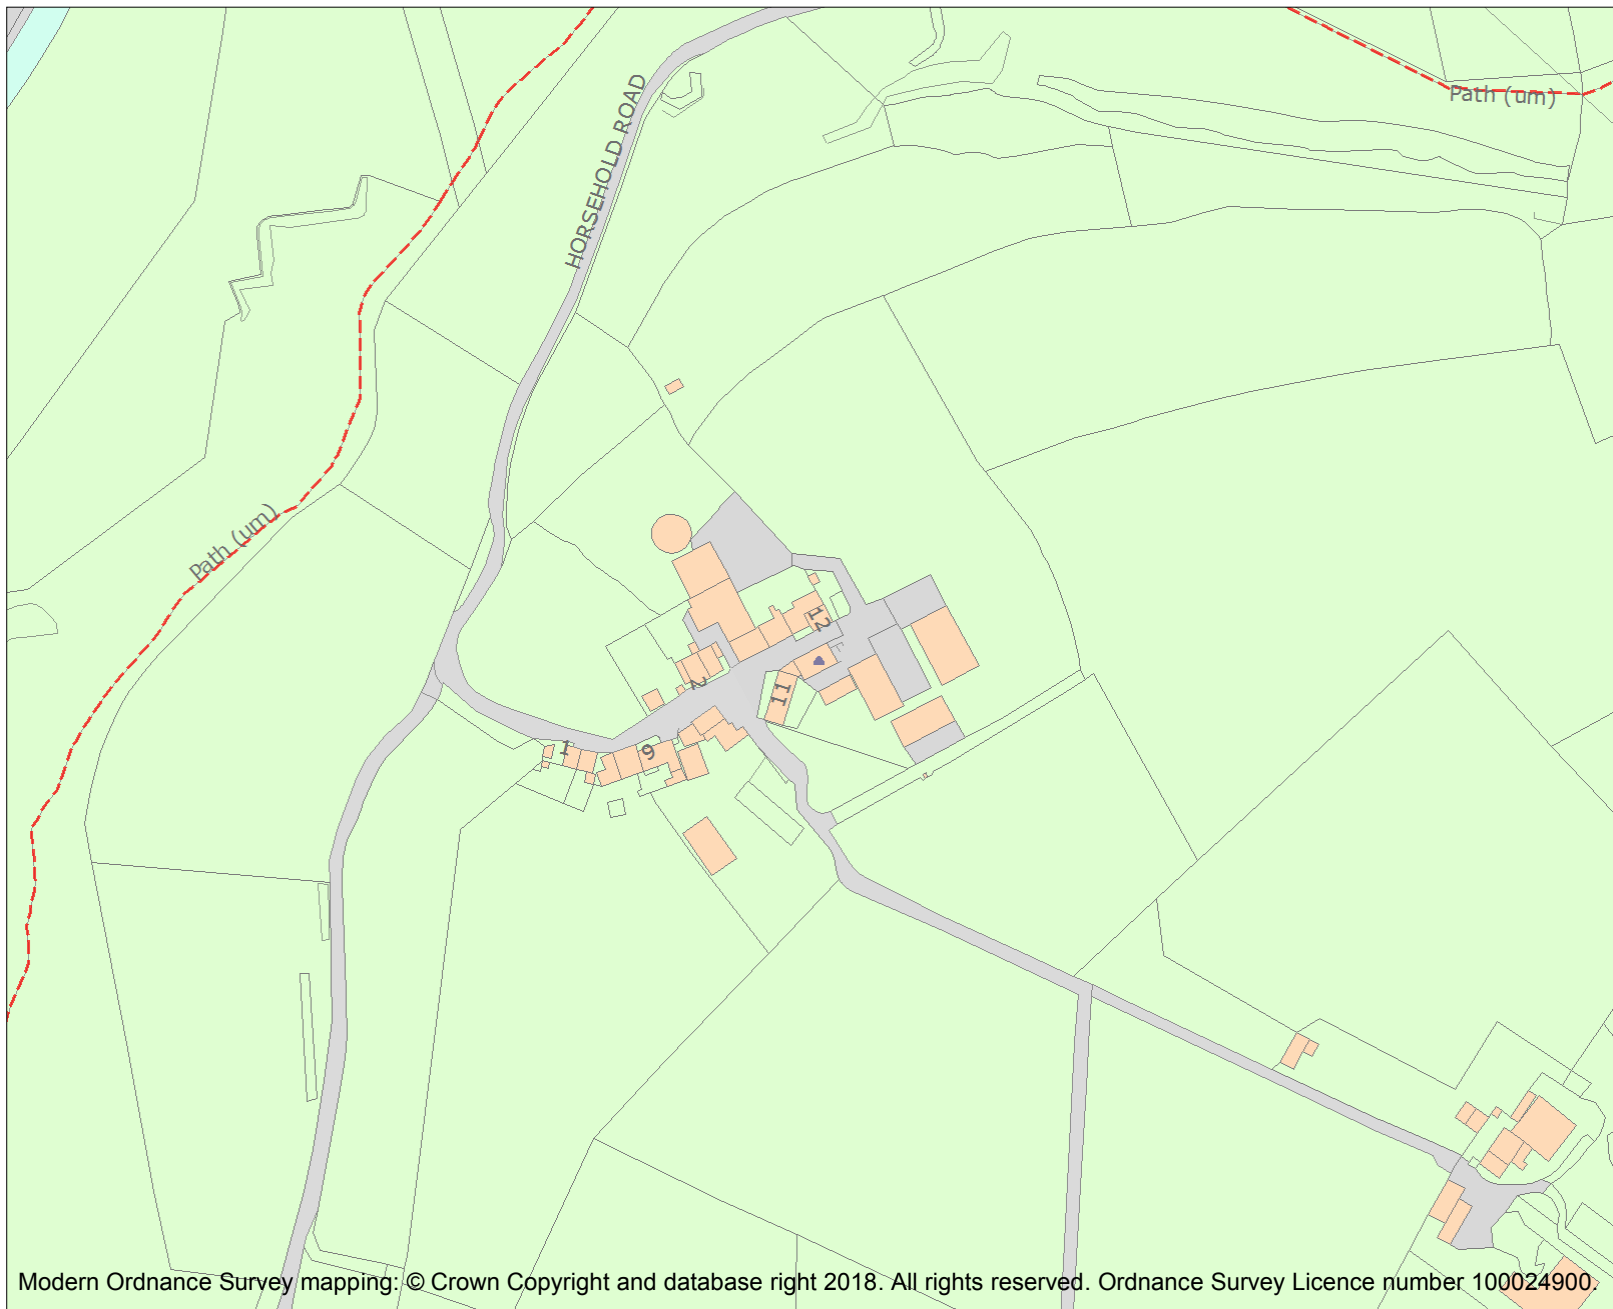 HORSEHOLD ROAD
Path (um)
Path (um)
12
2
11
1
9
Modern Ordnance Survey mapping: © Crown Copyright and database right 2018. All rights reserved. Ordnance Survey Licence number 100024900.